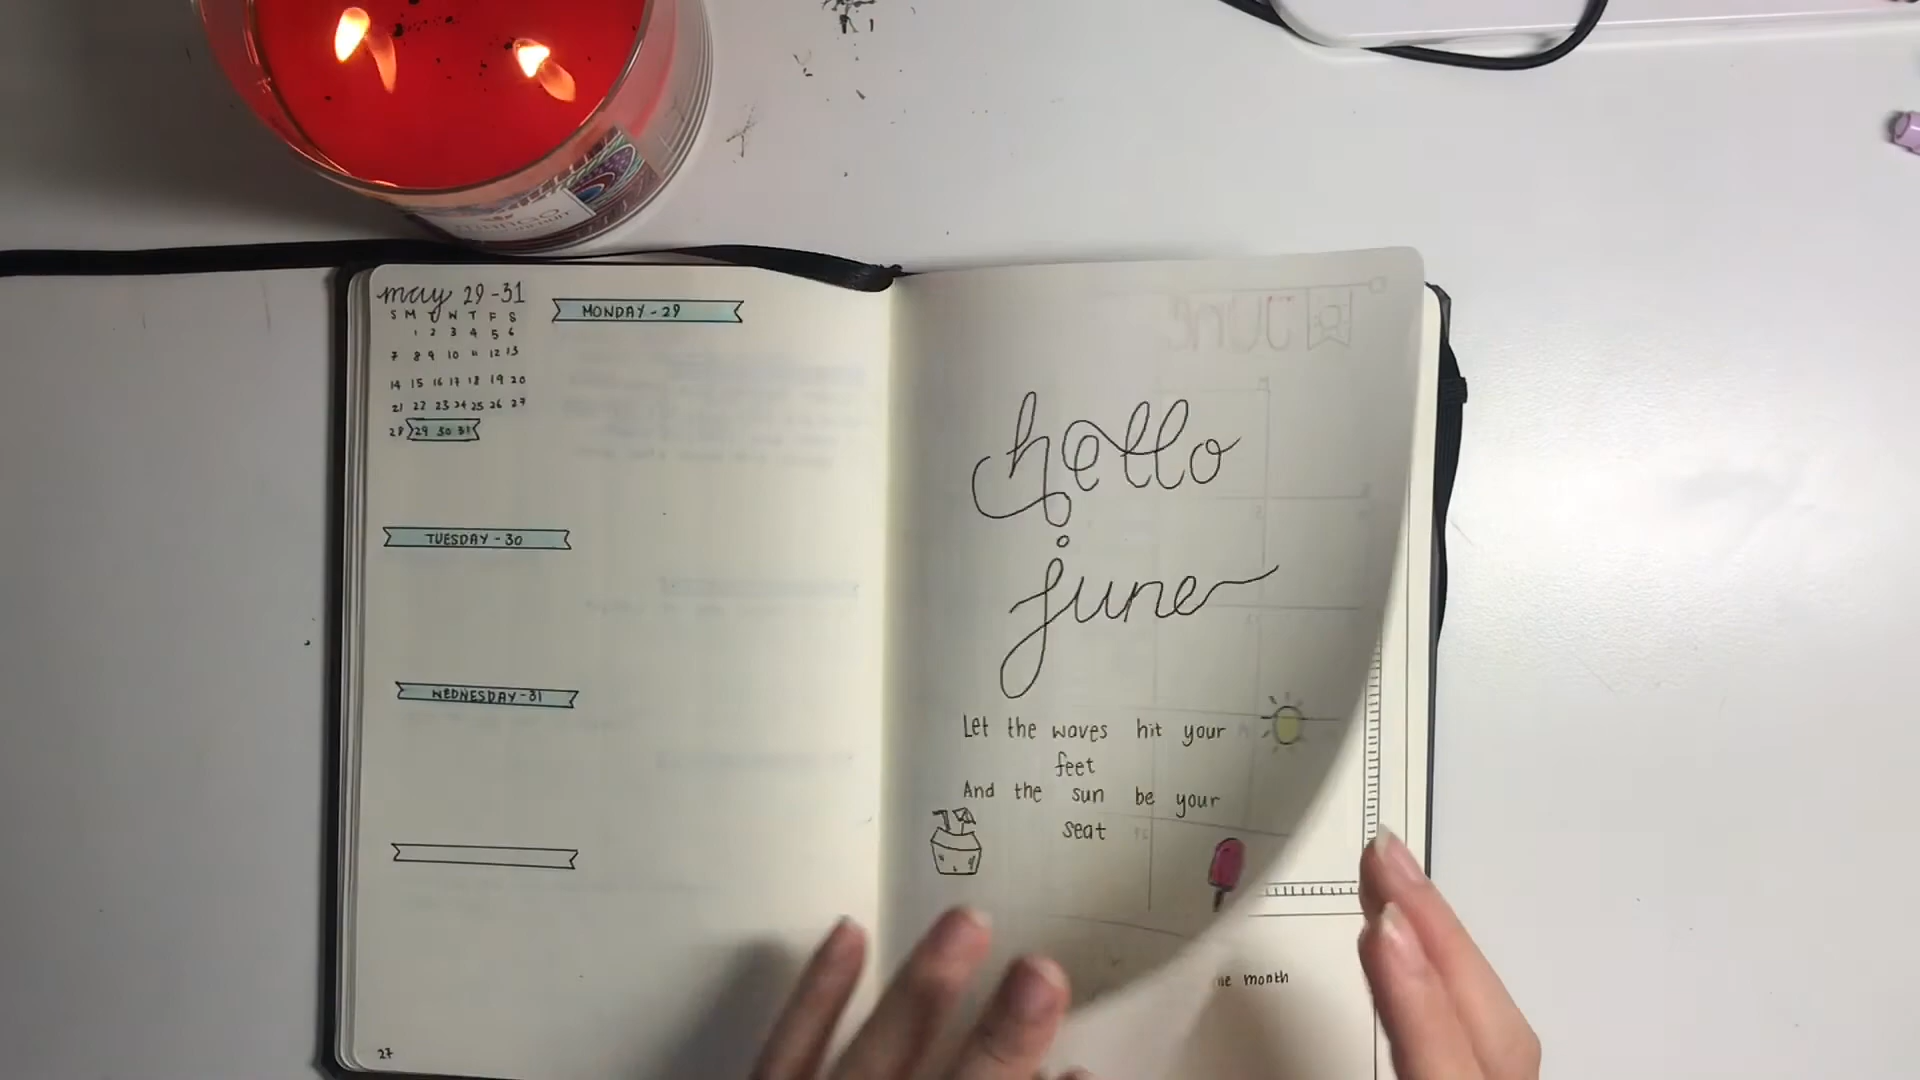 may 29-31
S M T W T F S
1 2 3 4 5 6
7 8 9 10 11 12 13
14 15 16 17 18 19 20
21 22 23 24 25 26 27
28 29 30 31
MONDAY - 29
TUESDAY - 30
WEDNESDAY - 31
27
JUNE
hello
june
Let the waves hit your
feet
And the sun be your
seat
month